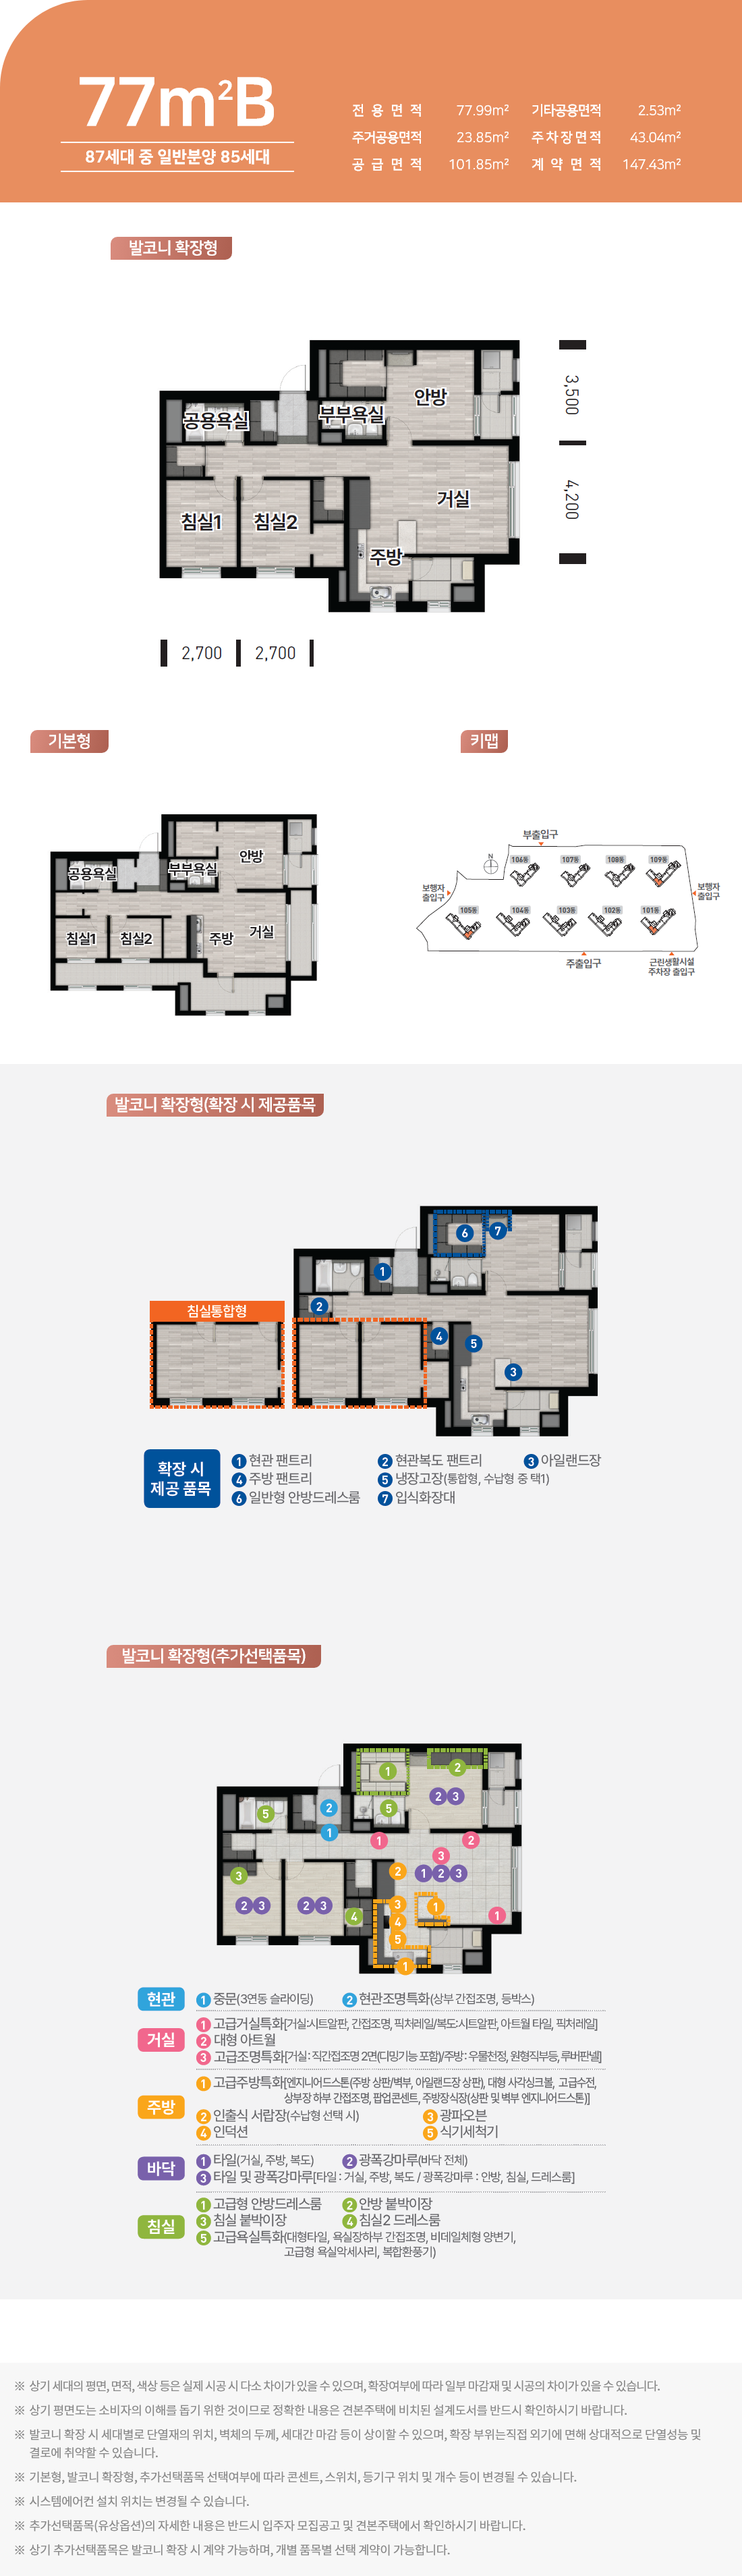 77m²B
87세대 중 일반분양 85세대
전용면적 77.99m² 기타공용면적 2.53m²
주거공용면적 23.85m² 주차장면적 43.04m²
공급면적 101.85m² 계약면적 147.43m²
발코니 확장형
안방
부부욕실
공용욕실
거실
침실1 침실2
주방
3,500
4,200
2,700 2,700
기본형
키맵
안방
부부욕실
공용욕실
침실1 침실2 주방 거실
부출입구
N
106동 107동 108동 109동
보행자
출입구
보행자
출입구
105동 104동 103동 102동 101동
주출입구
근린생활시설
주차장 출입구
발코니 확장형(확장 시 제공품목
6 7
1
2
침실통합형
4 5
3
확장 시
제공 품목
1 현관 팬트리 2 현관복도 팬트리 3 아일랜드장
4 주방 팬트리 5 냉장고장(통합형, 수납형 중 택1)
6 일반형 안방드레스룸 7 입식화장대
발코니 확장형(추가선택품목)
1 2
2 3
5 2 5
1 1 2
3
3 2 1 2 3
2 3 2 3 3 1
4 4 1
5
1
현관
1 중문(3연동 슬라이딩) 2 현관조명특화(상부 간접조명, 등박스)
거실
1 고급거실특화[거실:시트알판, 간접조명, 픽처레일/복도:시트알판, 아트월 타일, 픽처레일]
2 대형 아트월
3 고급조명특화[거실 : 직간접조명 2면(디밍기능 포함)/주방 : 우물천정, 원형직부등, 루버판넬]
주방
1 고급주방특화[엔지니어드스톤(주방 상판/벽부, 아일랜드장 상판), 대형 사각싱크볼, 고급수전,
상부장 하부 간접조명, 팝업콘센트, 주방장식장(상판 및 벽부 엔지니어드스톤)]
2 인출식 서랍장(수납형 선택 시) 3 광파오븐
4 인덕션 5 식기세척기
바닥
1 타일(거실, 주방, 복도) 2 광폭강마루(바닥 전체)
3 타일 및 광폭강마루[타일 : 거실, 주방, 복도 / 광폭강마루 : 안방, 침실, 드레스룸]
침실
1 고급형 안방드레스룸 2 안방 붙박이장
3 침실 붙박이장 4 침실2 드레스룸
5 고급욕실특화(대형타일, 욕실장하부 간접조명, 비데일체형 양변기,
고급형 욕실악세사리, 복합환풍기)
※ 상기 세대의 평면, 면적, 색상 등은 실제 시공 시 다소 차이가 있을 수 있으며, 확장여부에 따라 일부 마감재 및 시공의 차이가 있을 수 있습니다.
※ 상기 평면도는 소비자의 이해를 돕기 위한 것이므로 정확한 내용은 견본주택에 비치된 설계도서를 반드시 확인하시기 바랍니다.
※ 발코니 확장 시 세대별로 단열재의 위치, 벽체의 두께, 세대간 마감 등이 상이할 수 있으며, 확장 부위는직접 외기에 면해 상대적으로 단열성능 및
결로에 취약할 수 있습니다.
※ 기본형, 발코니 확장형, 추가선택품목 선택여부에 따라 콘센트, 스위치, 등기구 위치 및 개수 등이 변경될 수 있습니다.
※ 시스템에어컨 설치 위치는 변경될 수 있습니다.
※ 추가선택품목(유상옵션)의 자세한 내용은 반드시 입주자 모집공고 및 견본주택에서 확인하시기 바랍니다.
※ 상기 추가선택품목은 발코니 확장 시 계약 가능하며, 개별 품목별 선택 계약이 가능합니다.